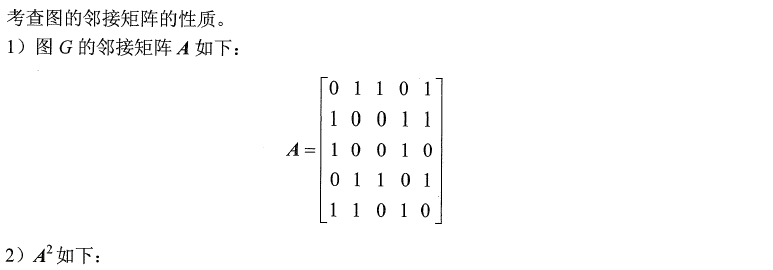 考查图的邻接矩阵的性质。
1）图 G 的邻接矩阵 A 如下：
0 1 1 0 1
1 0 0 1 1
A = 1 0 0 1 0
0 1 1 0 1
1 1 0 1 0
2）A² 如下：